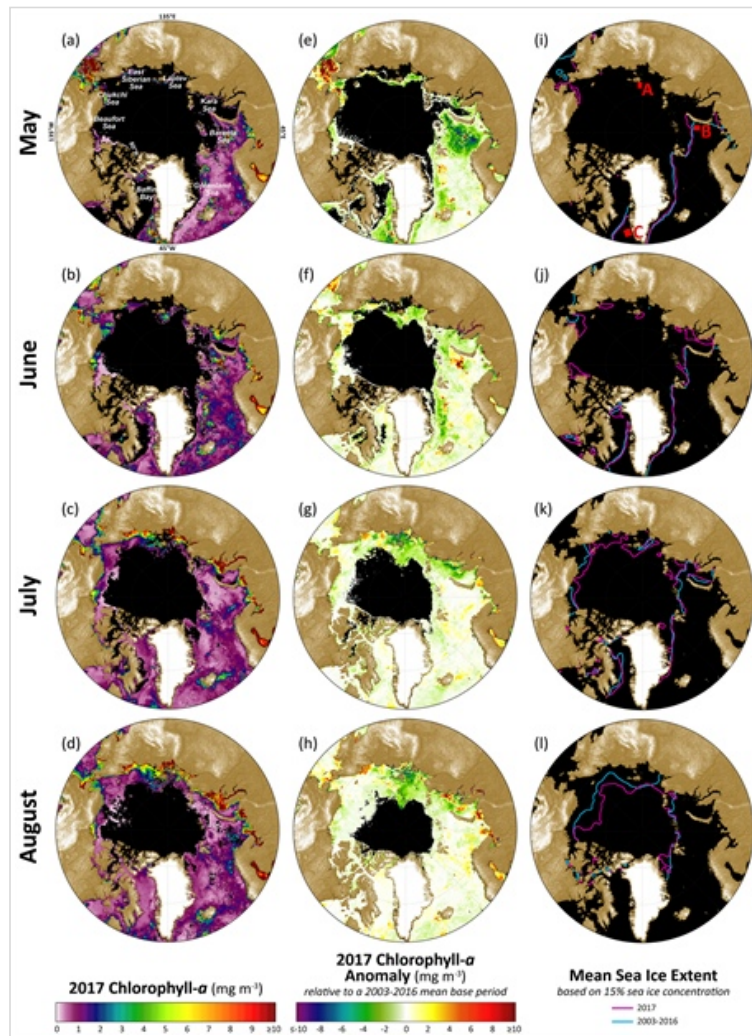 135°E
(a)
(e)
(i)
East
Siberian
Sea
Laptev
Sea
Chukchi
Sea
Kara
Sea
A
May
135°W
45°E
Beaufort
Sea
Barents
Sea
B
Baffin
Bay
Greenland
Sea
C
45°W
(b)
(f)
(j)
June
(c)
(g)
(k)
July
(d)
(h)
(l)
August
2017 Chlorophyll-a (mg m⁻³)
0 1 2 3 4 5 6 7 8 9 ≥10
2017 Chlorophyll-a
Anomaly (mg m⁻³)
relative to a 2003-2016 mean base period
≤-10 -8 -6 -4 -2 0 2 4 6 8 ≥10
Mean Sea Ice Extent
based on 15% sea ice concentration
2017
2003-2016